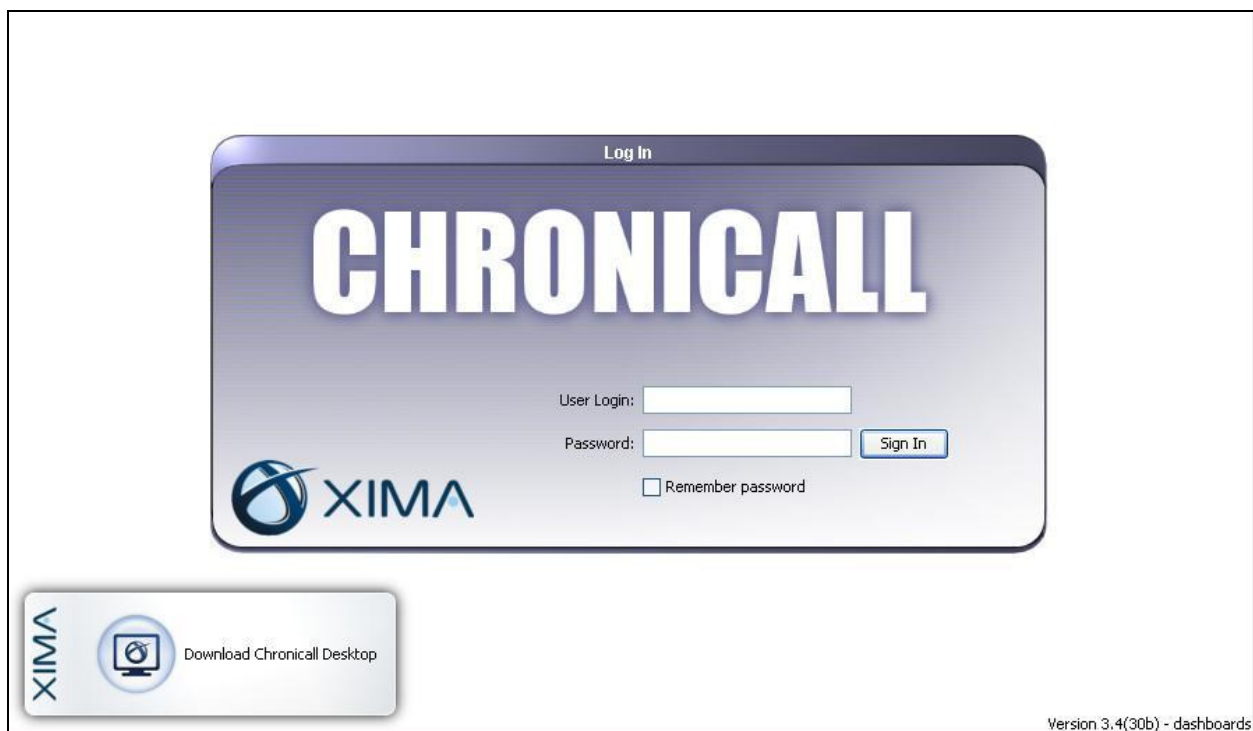 Log In
CHRONICALL
User Login:
Password:
Sign In
Remember password
XIMA
XIMA
Download Chronicall Desktop
Version 3.4(30b) - dashboards